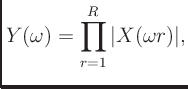 Y(ω) = ∏_{r=1}^{R} |X(ωr)|,